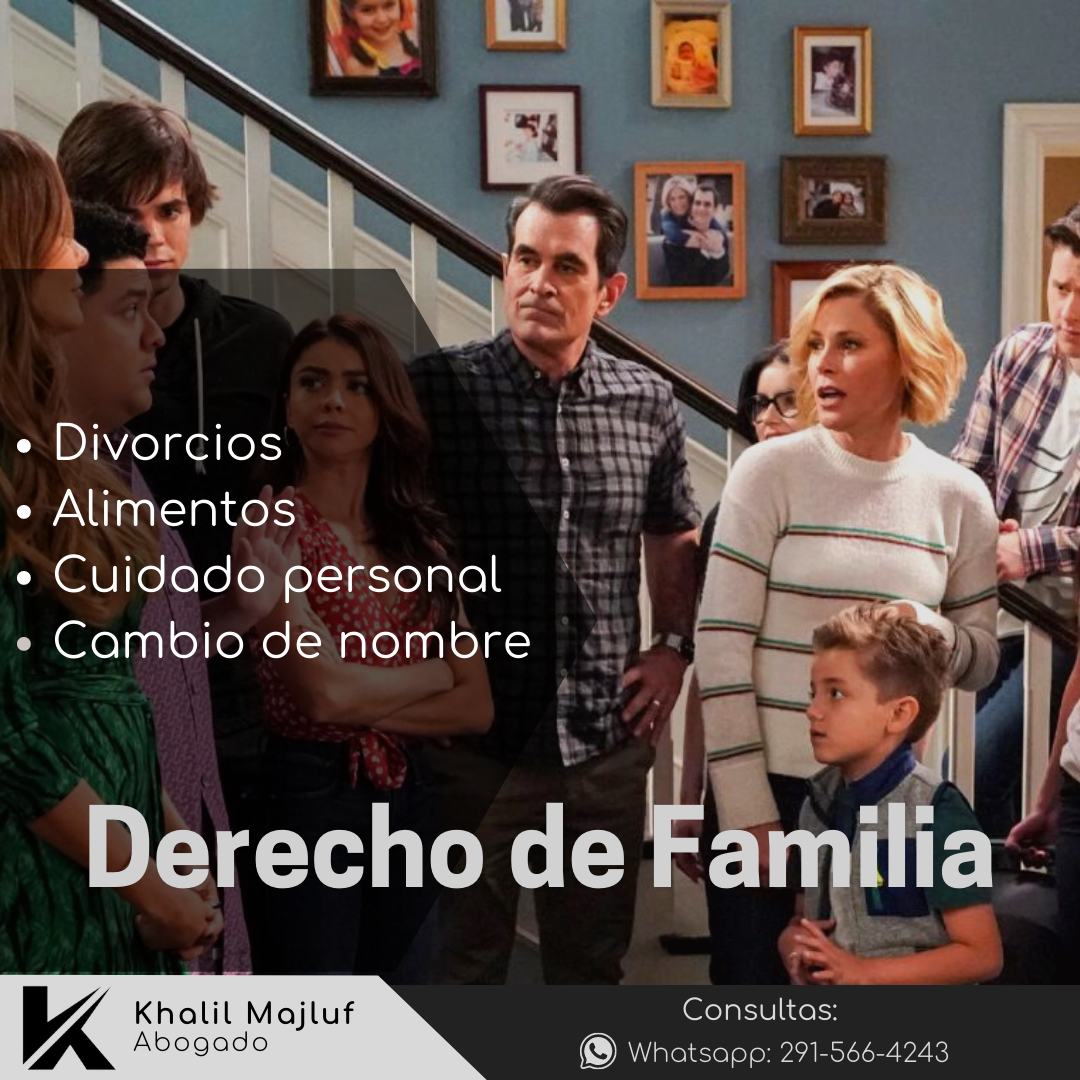 • Divorcios
• Alimentos
• Cuidado personal
• Cambio de nombre
Derecho de Familia
Khalil Majluf
Abogado
Consultas:
Whatsapp: 291-566-4243